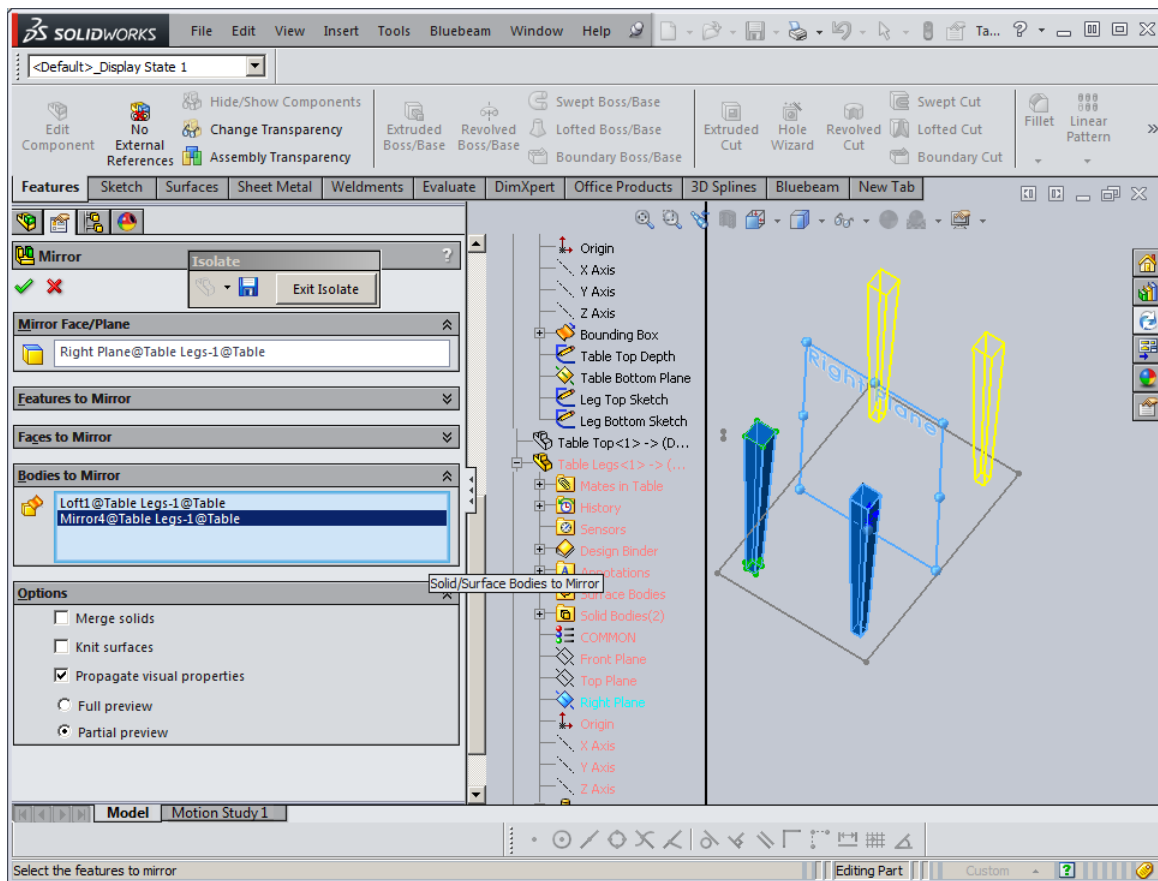 SOLIDWORKS File Edit View Insert Tools Bluebeam Window Help Ta... ?
<Default>_Display State 1
Edit Component
No External References
Hide/Show Components
Change Transparency
Assembly Transparency
Extruded Boss/Base
Revolved Boss/Base
Swept Boss/Base
Lofted Boss/Base
Boundary Boss/Base
Extruded Cut
Hole Wizard
Revolved Cut
Swept Cut
Lofted Cut
Boundary Cut
Fillet
Linear Pattern
Features Sketch Surfaces Sheet Metal Weldments Evaluate DimXpert Office Products 3D Splines Bluebeam New Tab
Mirror ?
Isolate
Exit Isolate
Mirror Face/Plane
Right Plane@Table Legs-1@Table
Features to Mirror
Faces to Mirror
Bodies to Mirror
Loft1@Table Legs-1@Table
Mirror4@Table Legs-1@Table
Solid/Surface Bodies to Mirror
Options
Merge solids
Knit surfaces
Propagate visual properties
Full preview
Partial preview
Origin
X Axis
Y Axis
Z Axis
Bounding Box
Table Top Depth
Table Bottom Plane
Leg Top Sketch
Leg Bottom Sketch
Table Top<1> -> (D...
Table Legs<1> -> (...
Mates in Table
History
Sensors
Design Binder
Annotations
Surface Bodies
Solid Bodies(2)
COMMON
Front Plane
Top Plane
Right Plane
Origin
X Axis
Y Axis
Z Axis
Right Plane
Model Motion Study 1
Select the features to mirror Editing Part Custom ?